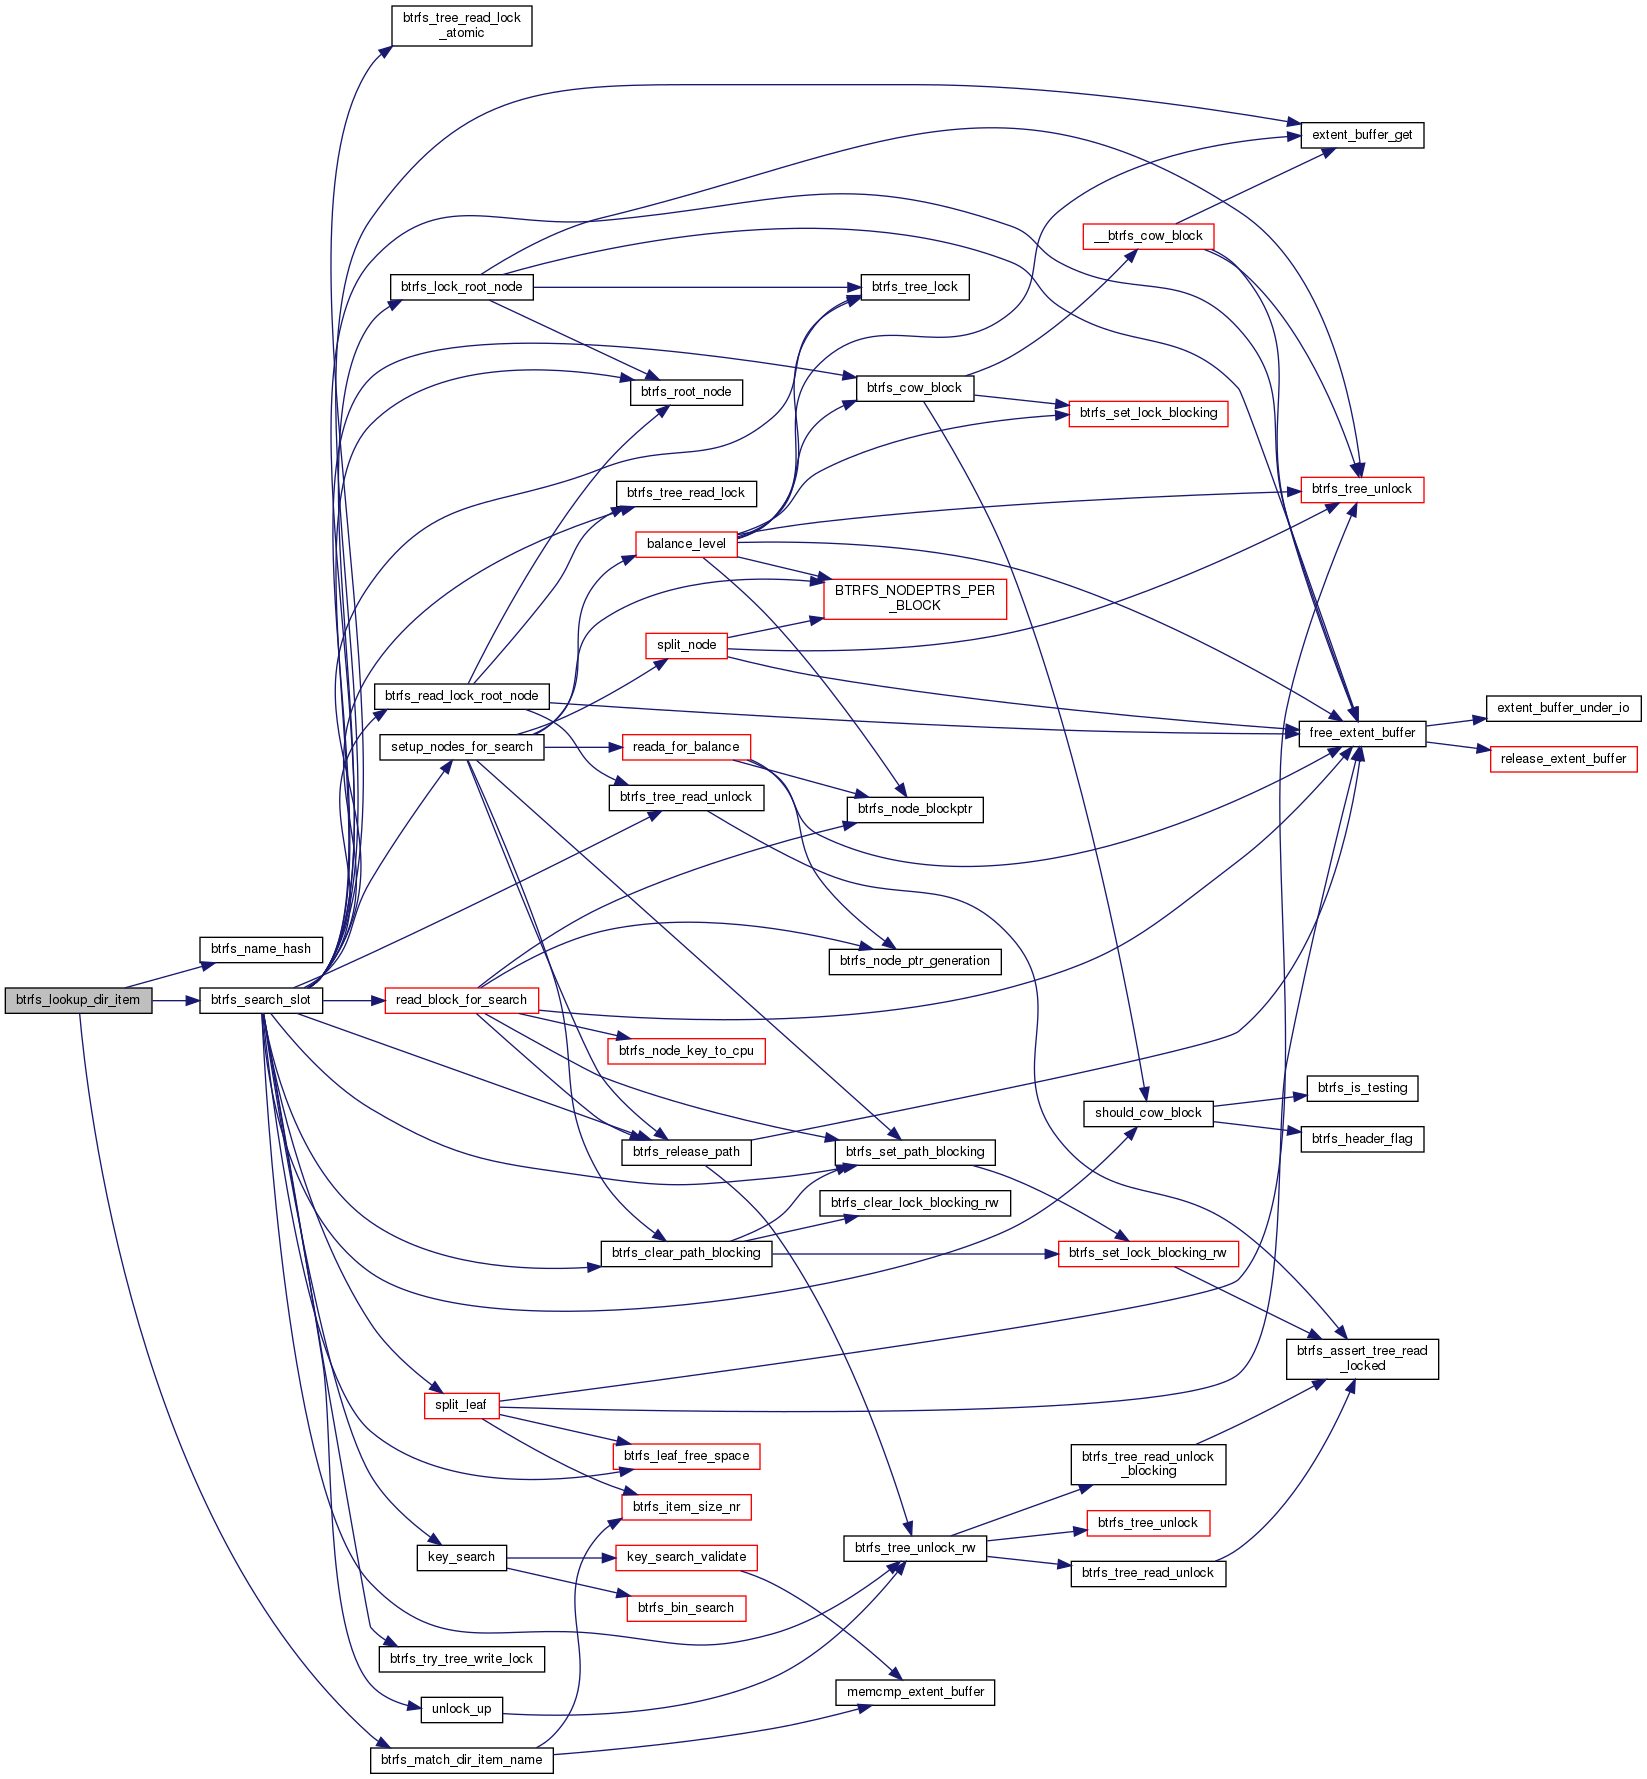 btrfs_tree_read_lock
_atomic
extent_buffer_get
__btrfs_cow_block
btrfs_lock_root_node
btrfs_tree_lock
btrfs_root_node
btrfs_cow_block
btrfs_set_lock_blocking
btrfs_tree_read_lock
btrfs_tree_unlock
balance_level
BTRFS_NODEPTRS_PER
_BLOCK
split_node
btrfs_read_lock_root_node
extent_buffer_under_io
free_extent_buffer
setup_nodes_for_search
reada_for_balance
release_extent_buffer
btrfs_tree_read_unlock
btrfs_node_blockptr
btrfs_name_hash
btrfs_node_ptr_generation
btrfs_lookup_dir_item
btrfs_search_slot
read_block_for_search
btrfs_node_key_to_cpu
btrfs_is_testing
should_cow_block
btrfs_header_flag
btrfs_release_path
btrfs_set_path_blocking
btrfs_clear_lock_blocking_rw
btrfs_clear_path_blocking
btrfs_set_lock_blocking_rw
btrfs_assert_tree_read
_locked
split_leaf
btrfs_leaf_free_space
btrfs_tree_read_unlock
_blocking
btrfs_item_size_nr
btrfs_tree_unlock
btrfs_tree_unlock_rw
key_search
key_search_validate
btrfs_tree_read_unlock
btrfs_bin_search
btrfs_try_tree_write_lock
memcmp_extent_buffer
unlock_up
btrfs_match_dir_item_name